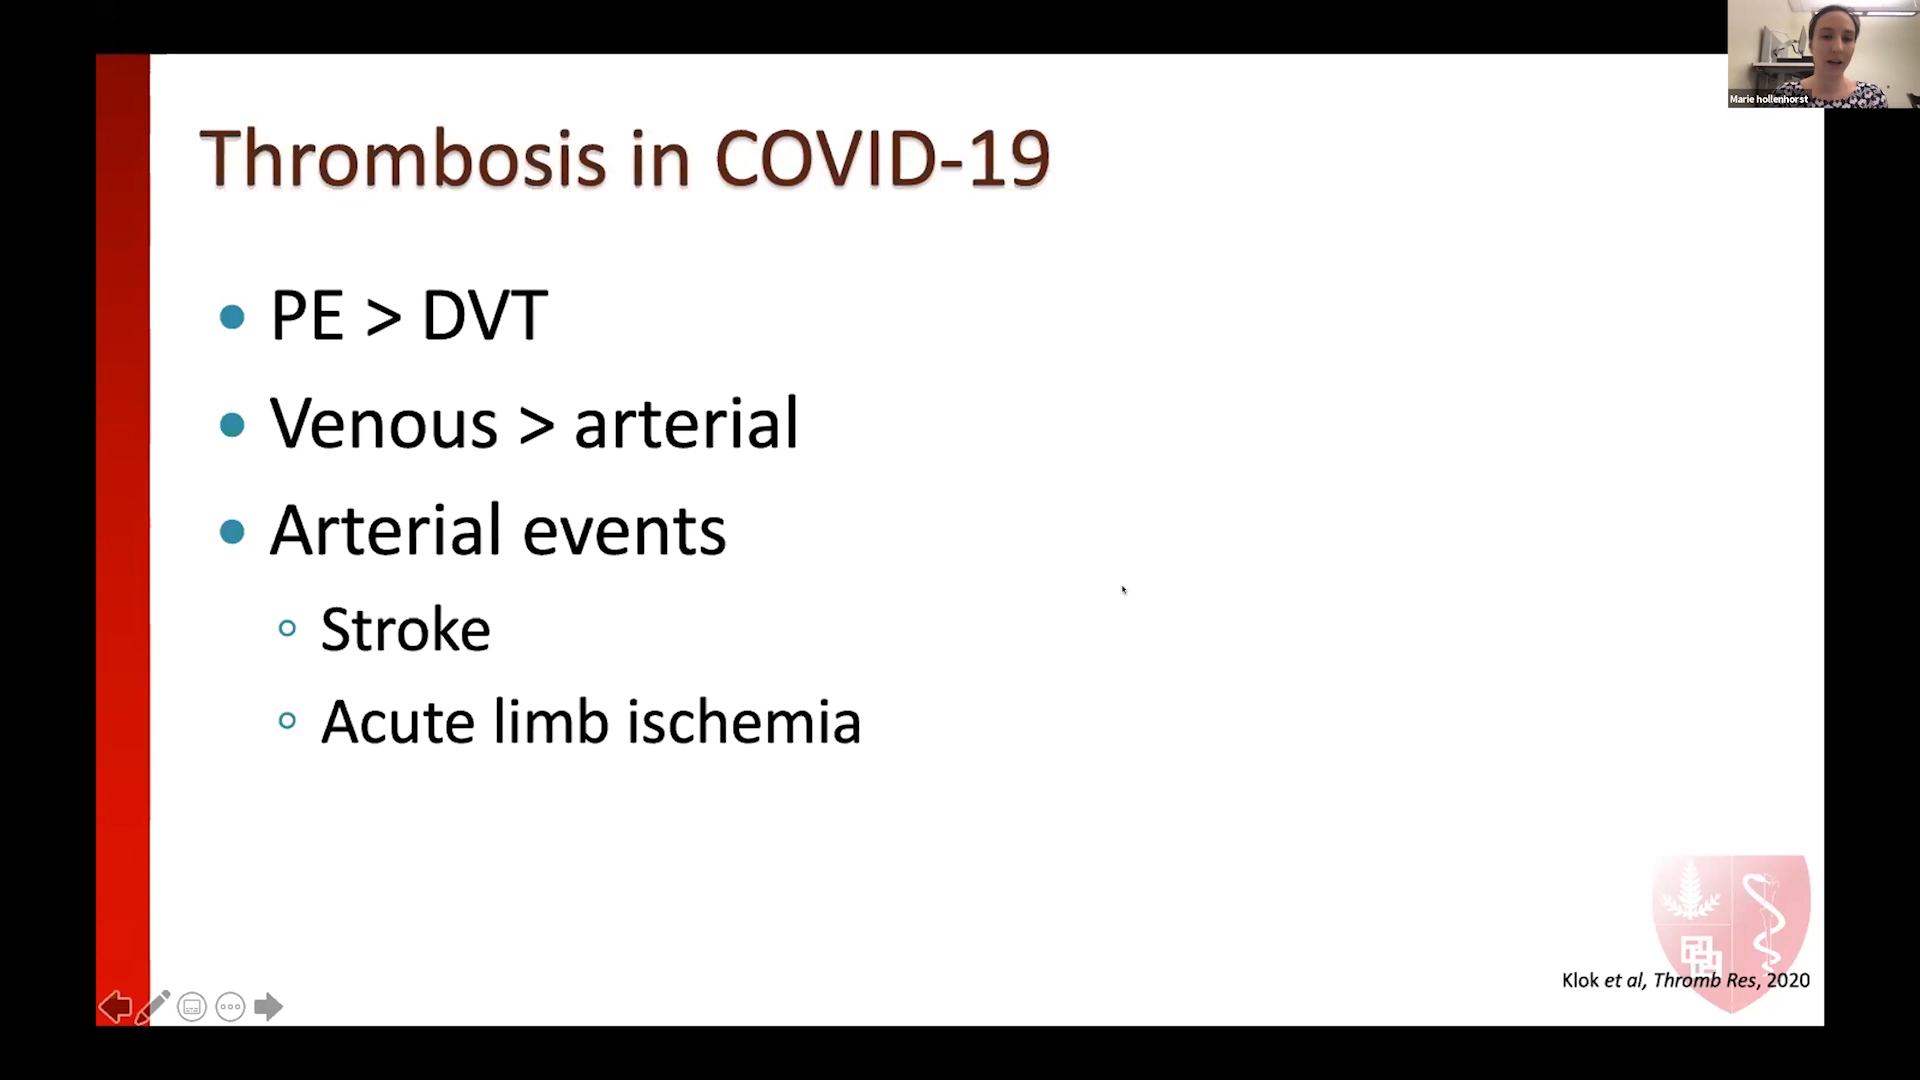 Marie hollenhorst
Thrombosis in COVID-19
PE > DVT
Venous > arterial
Arterial events
Stroke
Acute limb ischemia
Klok et al, Thromb Res, 2020